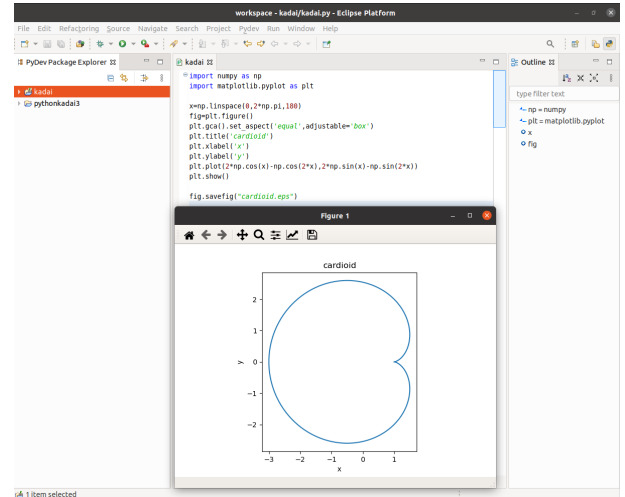 workspace - kadai/kadai.py - Eclipse Platform
File Edit Refactoring Source Navigate Search Project Pydev Run Window Help
PyDev Package Explorer
kadai
pythonkadai3
kadai
import numpy as np
import matplotlib.pyplot as plt
x=np.linspace(0,2*np.pi,180)
fig=plt.figure()
plt.gca().set_aspect('equal',adjustable='box')
plt.title('cardioid')
plt.xlabel('x')
plt.ylabel('y')
plt.plot(2*np.cos(x)-np.cos(2*x),2*np.sin(x)-np.sin(2*x))
plt.show()
fig.savefig("cardioid.eps")
Outline
type filter text
np = numpy
plt = matplotlib.pyplot
x
fig
Figure 1
cardioid
2
1
0
−1
−2
y
−3 −2 −1 0 1
x
1 item selected